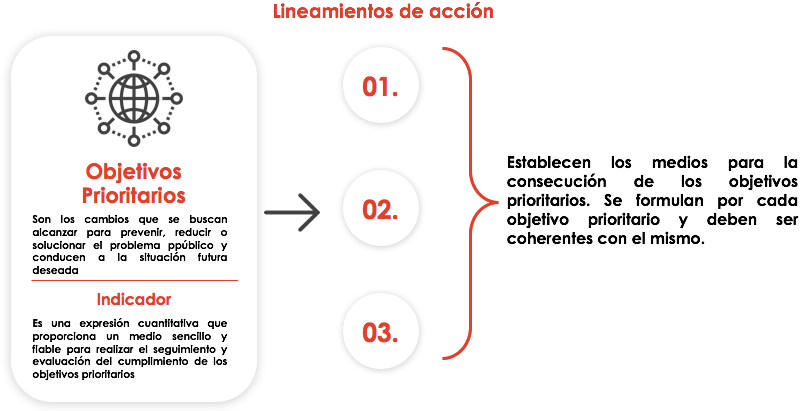 Lineamientos de acción
Objetivos
Prioritarios
Son los cambios que se buscan
alcanzar para prevenir, reducir o
solucionar el problema ppúblico y
conducen a la situación futura
deseada
Indicador
Es una expresión cuantitativa que
proporciona un medio sencillo y
fiable para realizar el seguimiento y
evaluación del cumplimiento de los
objetivos prioritarios
01.
02.
03.
Establecen los medios para la
consecución de los objetivos
prioritarios. Se formulan por cada
objetivo prioritario y deben ser
coherentes con el mismo.